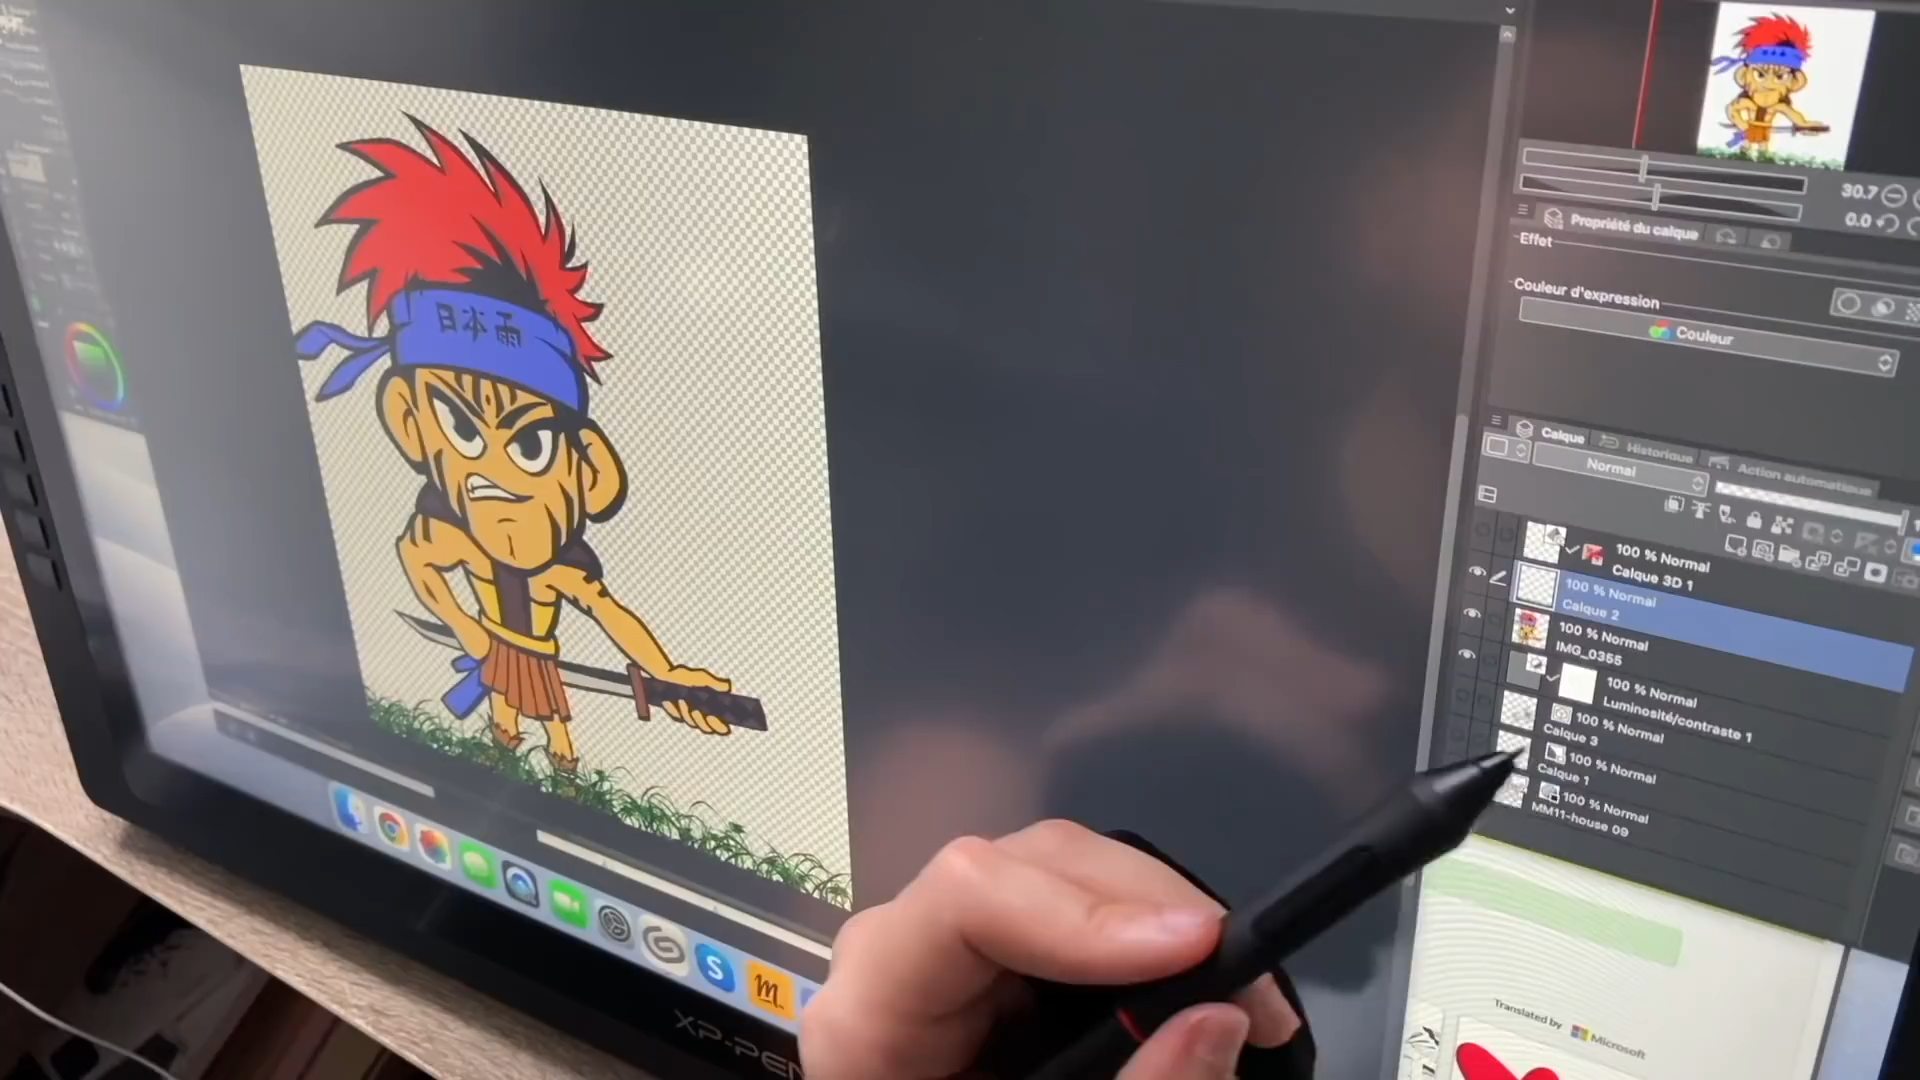 日本雨
30.7
0.0
Propriété du calque
Effet
Couleur d'expression
Couleur
Calque
Historique
Action automatique
Normal
100 % Normal
Calque 3D 1
100 % Normal
Calque 2
100 % Normal
IMG_0355
100 % Normal
Luminosité/contraste 1
100 % Normal
Calque 3
100 % Normal
Calque 1
100 % Normal
MM11-house 09
Translated by
Microsoft
S
m.
XP-PEN